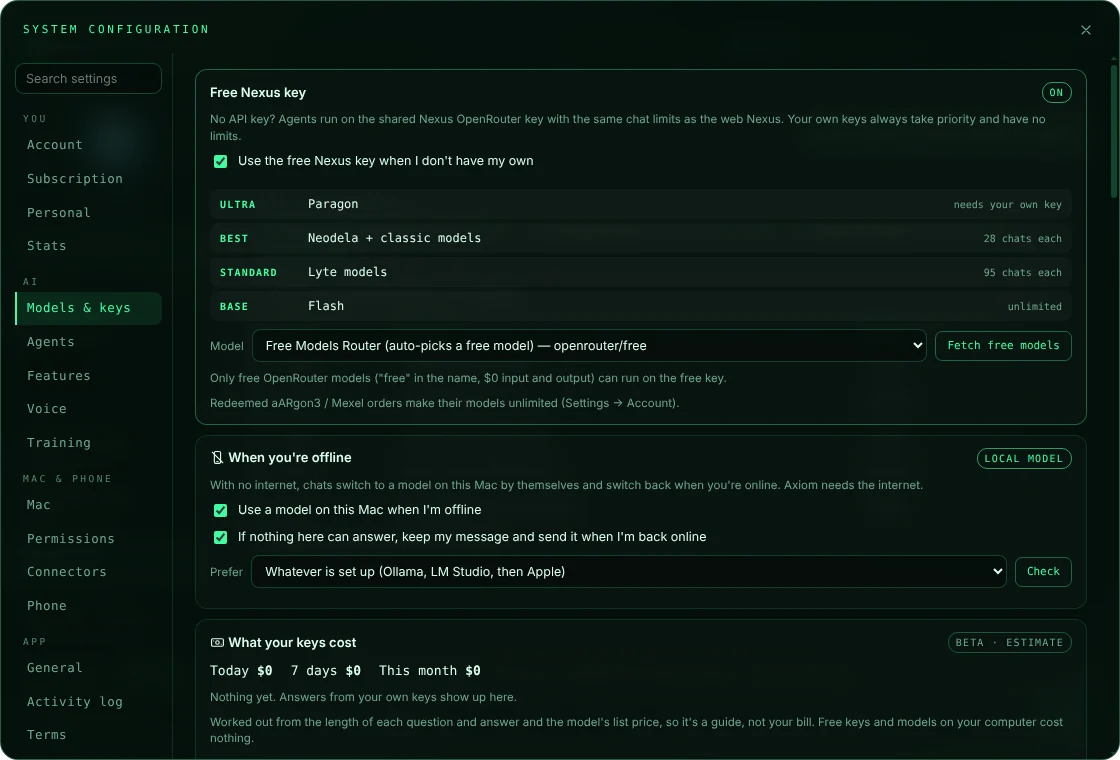 SYSTEM CONFIGURATION
Search settings
YOU
Account
Subscription
Personal
Stats
AI
Models & keys
Agents
Features
Voice
Training
MAC & PHONE
Mac
Permissions
Connectors
Phone
APP
General
Activity log
Terms
Free Nexus key
ON
No API key? Agents run on the shared Nexus OpenRouter key with the same chat limits as the web Nexus. Your own keys always take priority and have no
limits.
Use the free Nexus key when I don't have my own
ULTRA Paragon needs your own key
BEST Neodela + classic models 28 chats each
STANDARD Lyte models 95 chats each
BASE Flash unlimited
Model Free Models Router (auto-picks a free model) — openrouter/free Fetch free models
Only free OpenRouter models ("free" in the name, $0 input and output) can run on the free key.
Redeemed aARgon3 / Mexel orders make their models unlimited (Settings → Account).
When you're offline
LOCAL MODEL
With no internet, chats switch to a model on this Mac by themselves and switch back when you're online. Axiom needs the internet.
Use a model on this Mac when I'm offline
If nothing here can answer, keep my message and send it when I'm back online
Prefer Whatever is set up (Ollama, LM Studio, then Apple) Check
What your keys cost
BETA · ESTIMATE
Today $0 7 days $0 This month $0
Nothing yet. Answers from your own keys show up here.
Worked out from the length of each question and answer and the model's list price, so it's a guide, not your bill. Free keys and models on your computer cost
nothing.